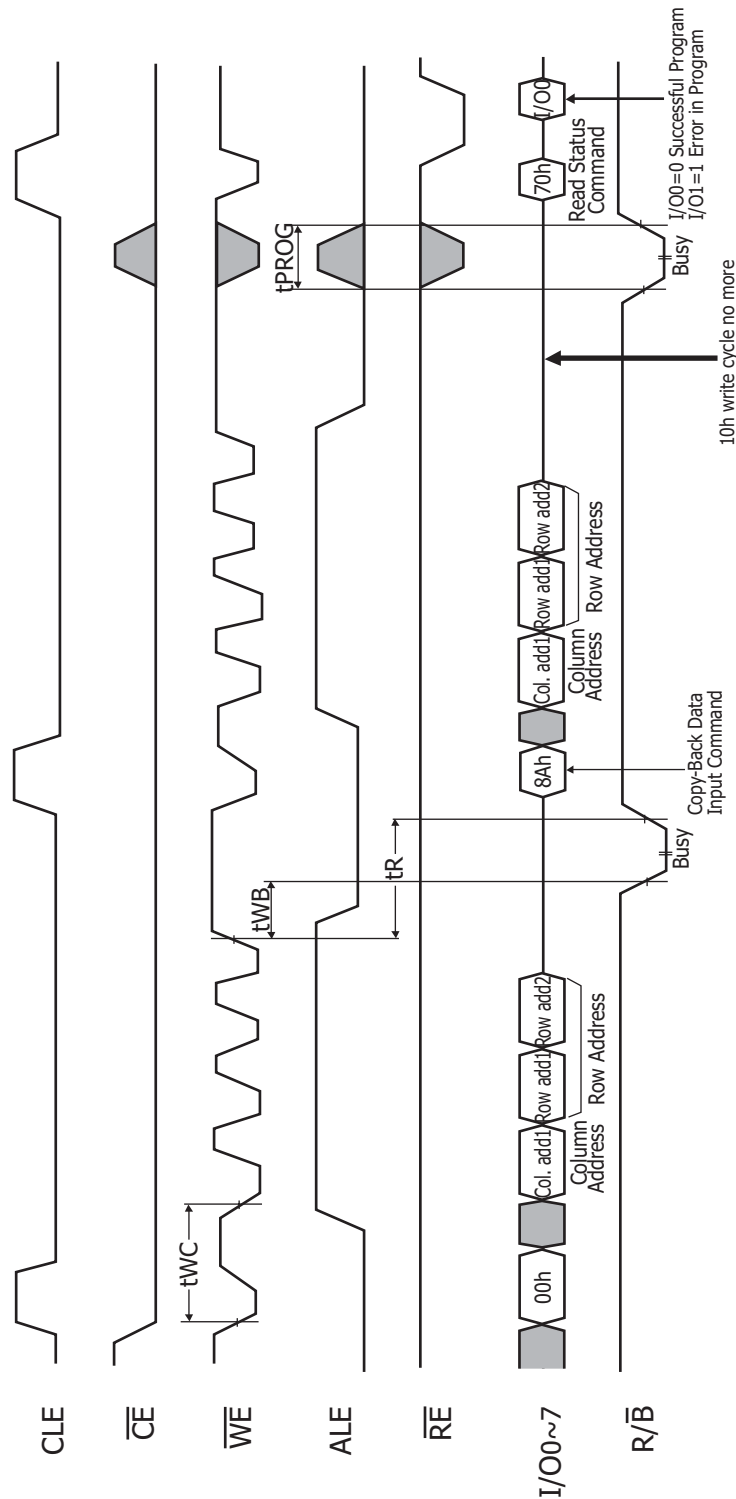 CLE
CE
WE
tWC
tWB
tPROG
ALE
tR
RE
I/O0~7
00h
Col. add1
Row add1
Row add2
8Ah
Col. add1
Row add1
Row add2
70h
I/O0
Column
Address
Row Address
Column
Address
Row Address
Read Status
Command
R/B
Busy
Busy
Copy-Back Data
Input Command
10h write cycle no more
I/O0=0 Successful Program
I/O1=1 Error in Program